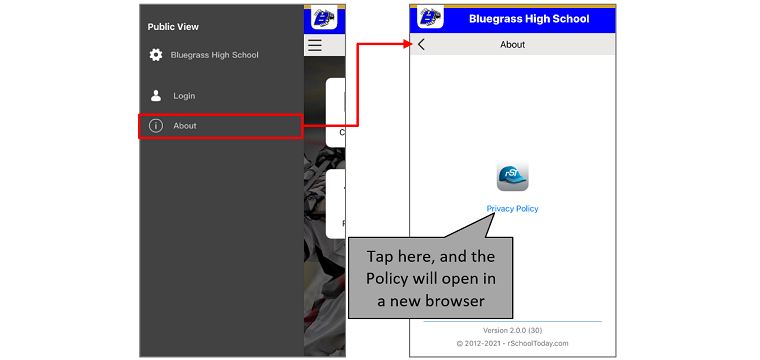 Public View
Bluegrass High School
Login
About
C
Bluegrass High School
About
rST
Privacy Policy
Tap here, and the
Policy will open in
a new browser
Version 2.0.0 (30)
© 2012-2021 - rSchoolToday.com